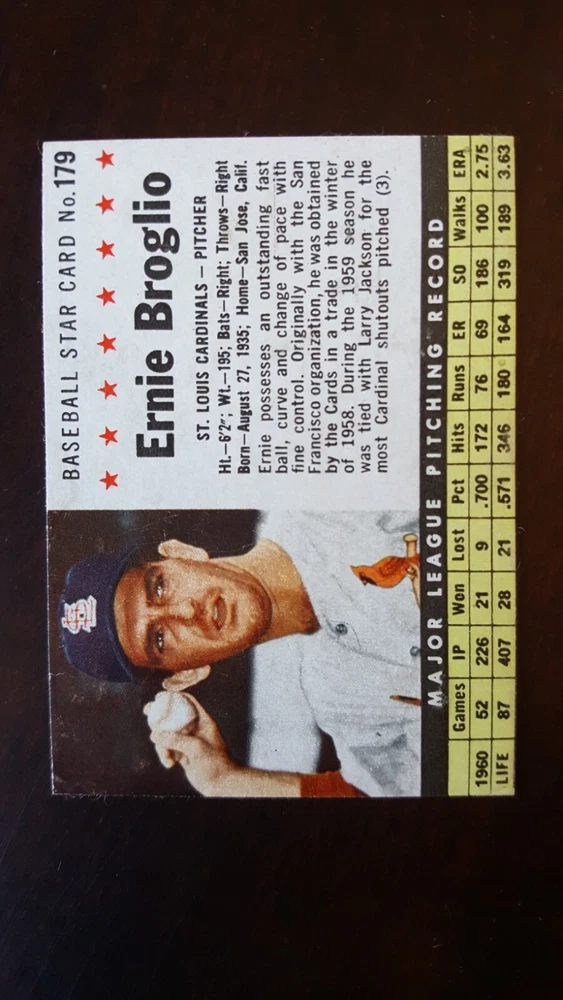 BASEBALL STAR CARD No. 179
Ernie Broglio
ST. LOUIS CARDINALS — PITCHER
Ht.—6'2"; Wt.—195; Bats—Right; Throws—Right
Born—August 27, 1935; Home—San Jose, Calif.
Ernie possesses an outstanding fast
ball, curve and change of pace with
fine control. Originally with the San
Francisco organization, he was obtained
by the Cards in a trade in the winter
of 1958. During the 1959 season he
was tied with Larry Jackson for the
most Cardinal shutouts pitched (3).
StL
MAJOR LEAGUE PITCHING RECORD
Games IP Won Lost Pct Hits Runs ER SO Walks ERA
1960 52 226 21 9 .700 172 76 69 186 100 2.75
LIFE 87 407 28 21 .571 346 180 164 319 189 3.63